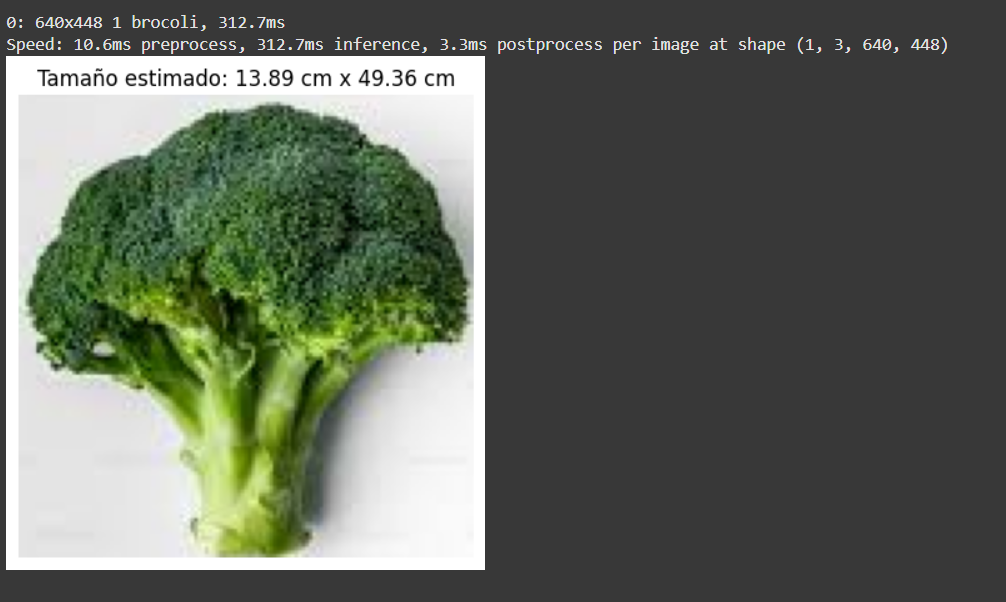 0: 640x448 1 brocoli, 312.7ms
Speed: 10.6ms preprocess, 312.7ms inference, 3.3ms postprocess per image at shape (1, 3, 640, 448)
Tamaño estimado: 13.89 cm x 49.36 cm